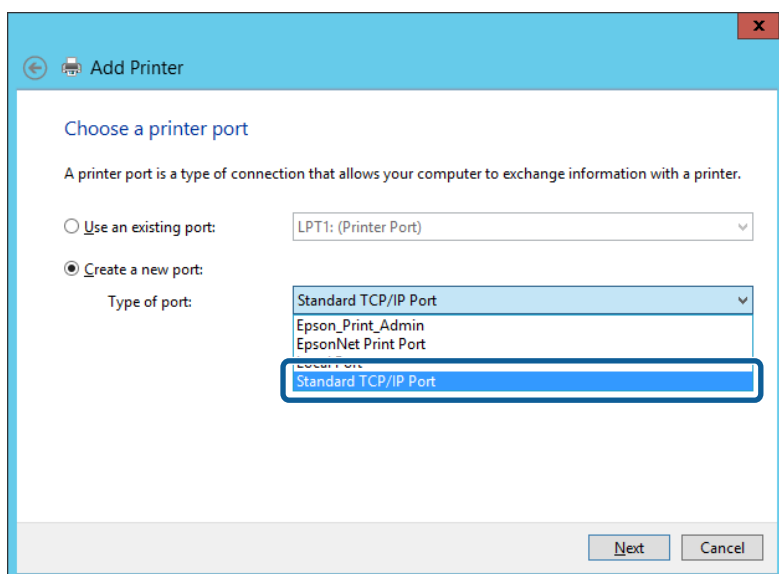 x
Add Printer
Choose a printer port
A printer port is a type of connection that allows your computer to exchange information with a printer.
Use an existing port: LPT1: (Printer Port)
Create a new port:
Type of port: Standard TCP/IP Port
Epson_Print_Admin
EpsonNet Print Port
Local Port
Standard TCP/IP Port
Next Cancel